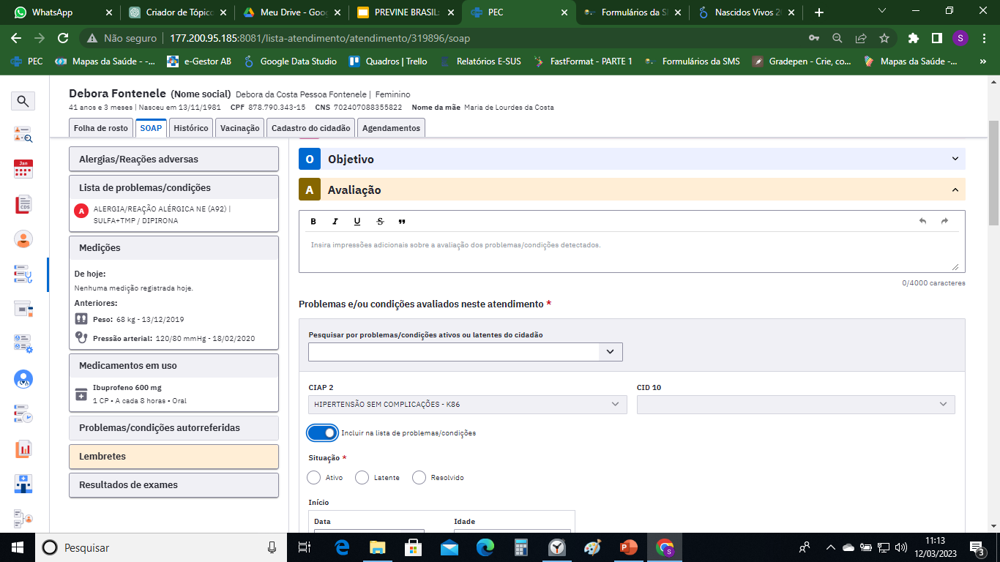 WhatsApp
Criador de Tópico
Meu Drive - Goog
PREVINE BRASIL:
PEC
Formulários da SM
Nascidos Vivos 20
Não seguro
177.200.95.185:8081/lista-atendimento/atendimento/319896/soap
S
PEC
Mapas da Saúde - -...
e-Gestor AB
Google Data Studio
Quadros | Trello
Relatórios E-SUS
FastFormat - PARTE 1
Formulários da SMS
Gradepen - Crie, co...
Mapas da Saúde -...
»
Debora Fontenele (Nome social) Debora da Costa Pessoa Fontenele | Feminino
41 anos e 3 meses | Nasceu em 13/11/1981 CPF 878.790.343-15 CNS 702407088355822 Nome da mãe Maria de Lourdes da Costa
Folha de rosto
SOAP
Histórico
Vacinação
Cadastro do cidadão
Agendamentos
Jan
CDS
Alergias/Reações adversas
Lista de problemas/condições
A
ALERGIA/REAÇÃO ALÉRGICA NE (A92) |
SULFA+TMP / DIPIRONA
Medições
De hoje:
Nenhuma medição registrada hoje.
Anteriores:
Peso: 68 kg - 13/12/2019
Pressão arterial: 120/80 mmHg - 18/02/2020
Medicamentos em uso
Ibuprofeno 600 mg
1 CP • A cada 8 horas • Oral
Problemas/condições autorreferidas
Lembretes
Resultados de exames
O Objetivo
A Avaliação
B I U S
Insira impressões adicionais sobre a avaliação dos problemas/condições detectados.
0/4000 caracteres
Problemas e/ou condições avaliados neste atendimento *
Pesquisar por problemas/condições ativos ou latentes do cidadão
CIAP 2
CID 10
HIPERTENSÃO SEM COMPLICAÇÕES - K86
Incluir na lista de problemas/condições
Situação *
Ativo
Latente
Resolvido
Início
Data
Idade
Pesquisar
11:13
12/03/2023
3